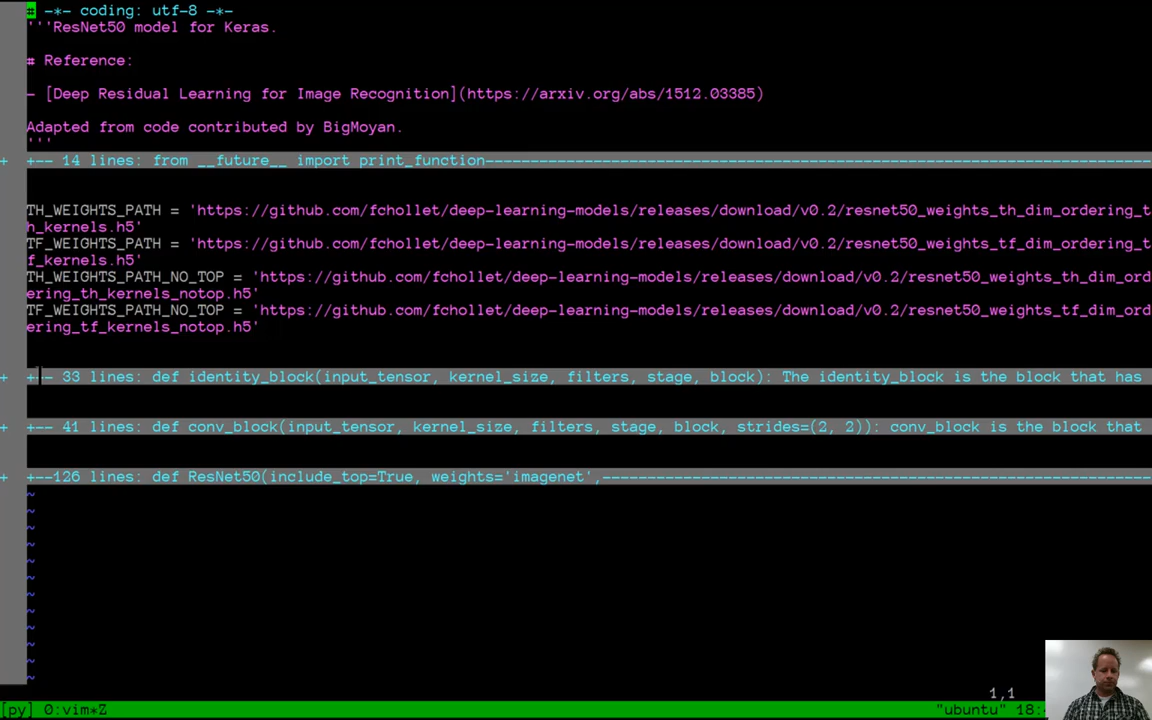 # -*- coding: utf-8 -*-
'''ResNet50 model for Keras.
# Reference:
- [Deep Residual Learning for Image Recognition](https://arxiv.org/abs/1512.03385)
Adapted from code contributed by BigMoyan.
'''
+ +-- 14 lines: from __future__ import print_function--------------------------------------------------------------------------
TH_WEIGHTS_PATH = 'https://github.com/fchollet/deep-learning-models/releases/download/v0.2/resnet50_weights_th_dim_ordering_t
h_kernels.h5'
TF_WEIGHTS_PATH = 'https://github.com/fchollet/deep-learning-models/releases/download/v0.2/resnet50_weights_tf_dim_ordering_t
f_kernels.h5'
TH_WEIGHTS_PATH_NO_TOP = 'https://github.com/fchollet/deep-learning-models/releases/download/v0.2/resnet50_weights_th_dim_ord
ering_th_kernels_notop.h5'
TF_WEIGHTS_PATH_NO_TOP = 'https://github.com/fchollet/deep-learning-models/releases/download/v0.2/resnet50_weights_tf_dim_ord
ering_tf_kernels_notop.h5'
+ +-- 33 lines: def identity_block(input_tensor, kernel_size, filters, stage, block): The identity_block is the block that has
+ +-- 41 lines: def conv_block(input_tensor, kernel_size, filters, stage, block, strides=(2, 2)): conv_block is the block that
+ +--126 lines: def ResNet50(include_top=True, weights='imagenet',-------------------------------------------------------------
~
~
~
~
~
~
~
~
~
~
~
~
1,1
[py] 0:vim*Z "ubuntu" 18: